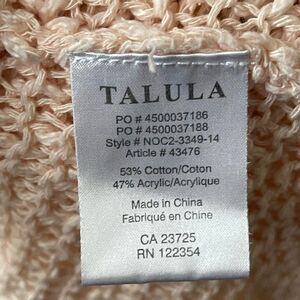 TALULA
PO # 4500037186
PO # 4500037188
Style # NOC2-3349-14
Article # 43476
53% Cotton/Coton
47% Acrylic/Acrylique
Made in China
Fabriqué en Chine
CA 23725
RN 122354